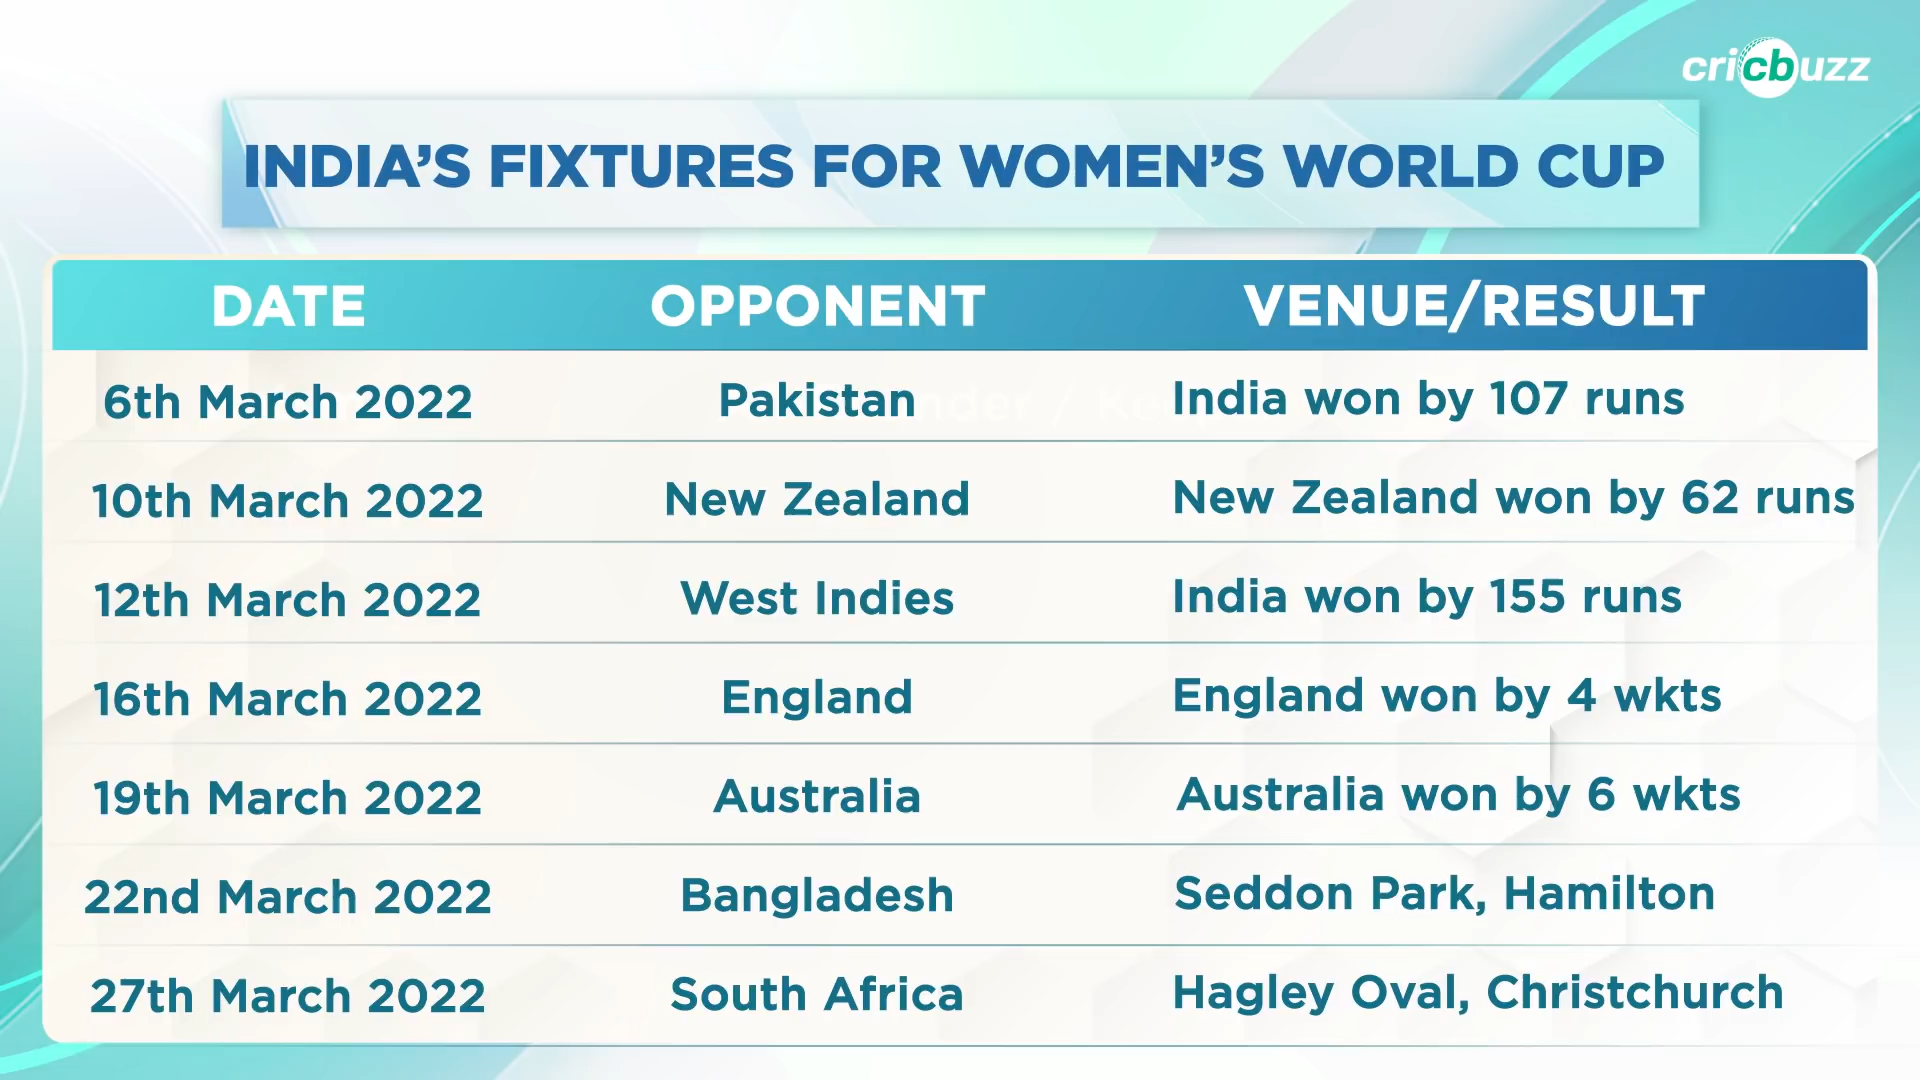 cricbuzz
INDIA'S FIXTURES FOR WOMEN'S WORLD CUP
DATE OPPONENT VENUE/RESULT
6th March 2022 Pakistan India won by 107 runs
10th March 2022 New Zealand New Zealand won by 62 runs
12th March 2022 West Indies India won by 155 runs
16th March 2022 England England won by 4 wkts
19th March 2022 Australia Australia won by 6 wkts
22nd March 2022 Bangladesh Seddon Park, Hamilton
27th March 2022 South Africa Hagley Oval, Christchurch